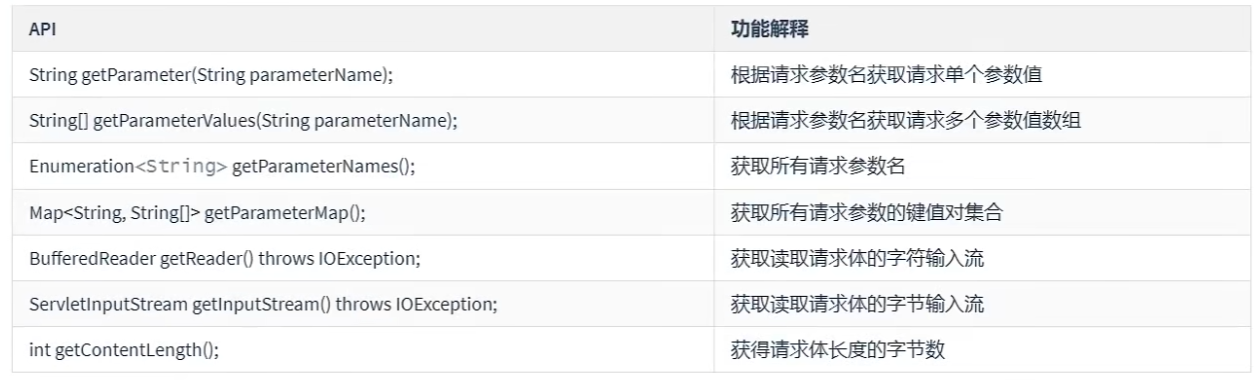 API 功能解释
String getParameter(String parameterName); 根据请求参数名获取请求单个参数值
String[] getParameterValues(String parameterName); 根据请求参数名获取请求多个参数值数组
Enumeration<String> getParameterNames(); 获取所有请求参数名
Map<String, String[]> getParameterMap(); 获取所有请求参数的键值对集合
BufferedReader getReader() throws IOException; 获取读取请求体的字符输入流
ServletInputStream getInputStream() throws IOException; 获取读取请求体的字节输入流
int getContentLength(); 获得请求体长度的字节数